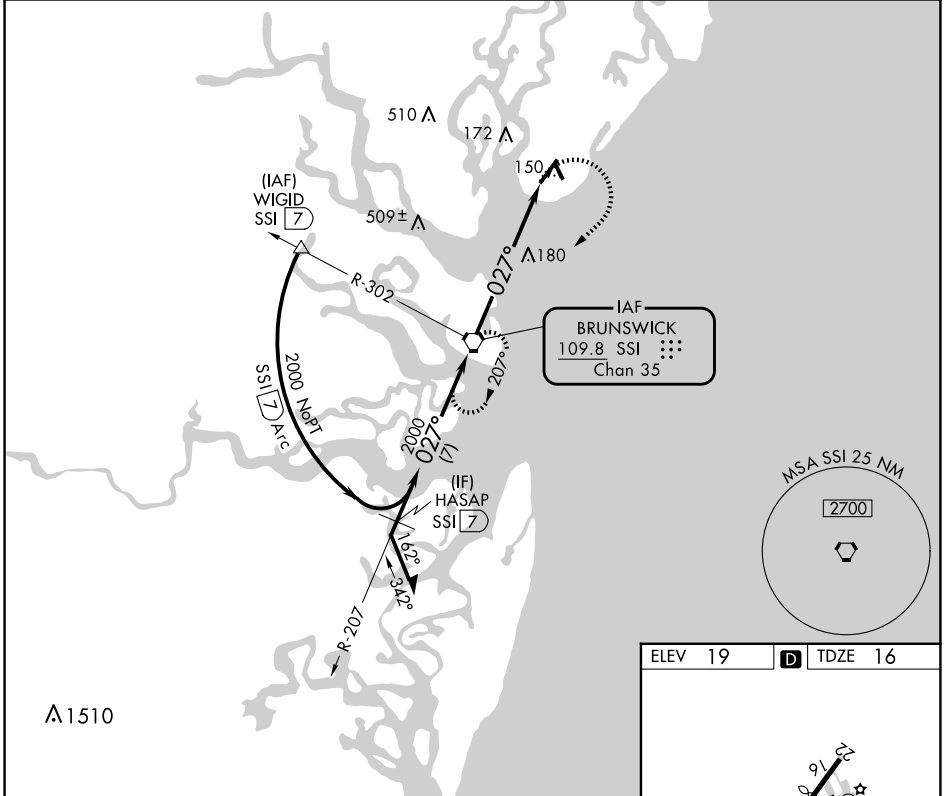 510
172
150
(IAF)
WIGID
SSI 7
509±
180
027°
R-302
IAF
BRUNSWICK
109.8 SSI
Chan 35
207°
2000 NoPT
SSI 7 Arc
2000
027°
(7)
(IF)
HASAP
SSI 7
MSA SSI 25 NM
2700
162°
342°
R-207
1510
ELEV 19
D
TDZE 16
22
16